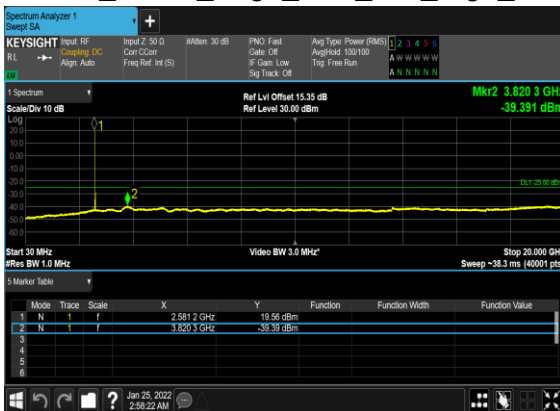 Spectrum Analyzer 1
Swept SA
KEYSIGHT Input: RF Input Z: 50 Ω #Atten: 30 dB PNO: Fast Avg Type: Power (RMS) 1 2 3 4 5 6
RL Coupling: DC Corr CCorr Gate: Off Avg|Hold: 100/100 A W W W W W
Align: Auto Freq Ref: Int (S) IF Gain: Low Trig: Free Run
Sig Track: Off A N N N N N
1 Spectrum Ref Lvl Offset 15.35 dB Mkr2 3.820 3 GHz
Scale/Div 10 dB Ref Level 30.00 dBm -39.391 dBm
Log
1
20.0
10.0
0.00
-10.0
-20.0
DL1 -25.00 dBm
-30.0
2
-40.0
-50.0
-60.0
Start 30 MHz Video BW 3.0 MHz* Stop 20.000 GHz
#Res BW 1.0 MHz Sweep ~38.3 ms (40001 pts)
5 Marker Table
Mode Trace Scale X Y Function Function Width Function Value
1 N 1 f 2.581 2 GHz 19.56 dBm
2 N 1 f 3.820 3 GHz -39.39 dBm
3
4
5
6
? Jan 25, 2022
2:58:22 AM